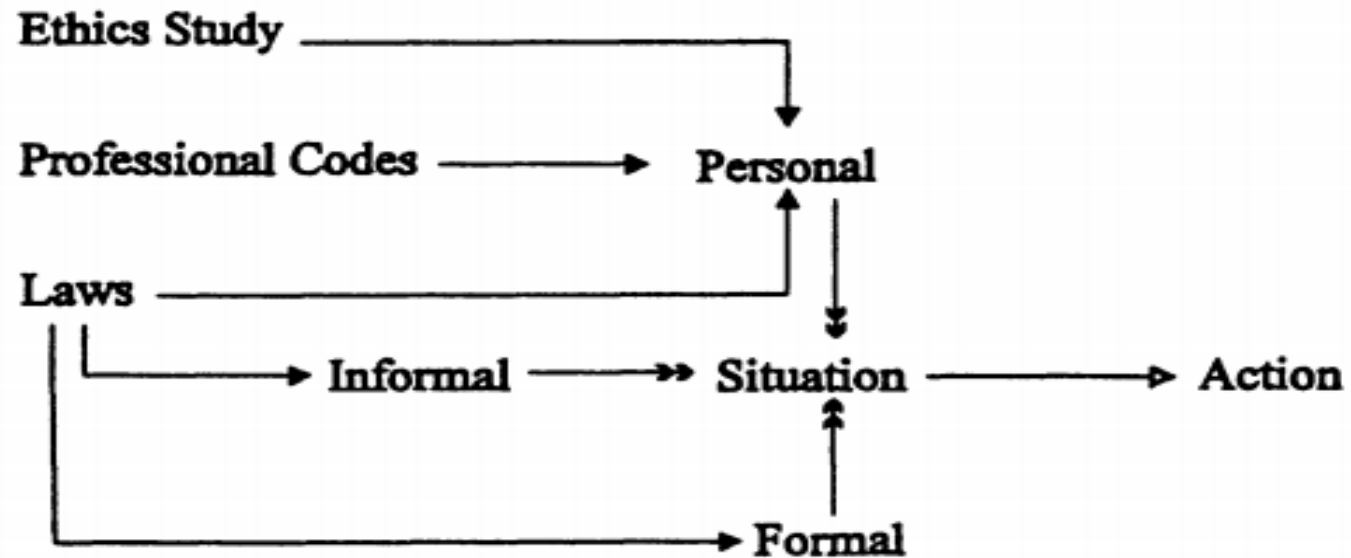 Ethics Study
Professional Codes
Personal
Laws
Informal
Situation
Action
Formal